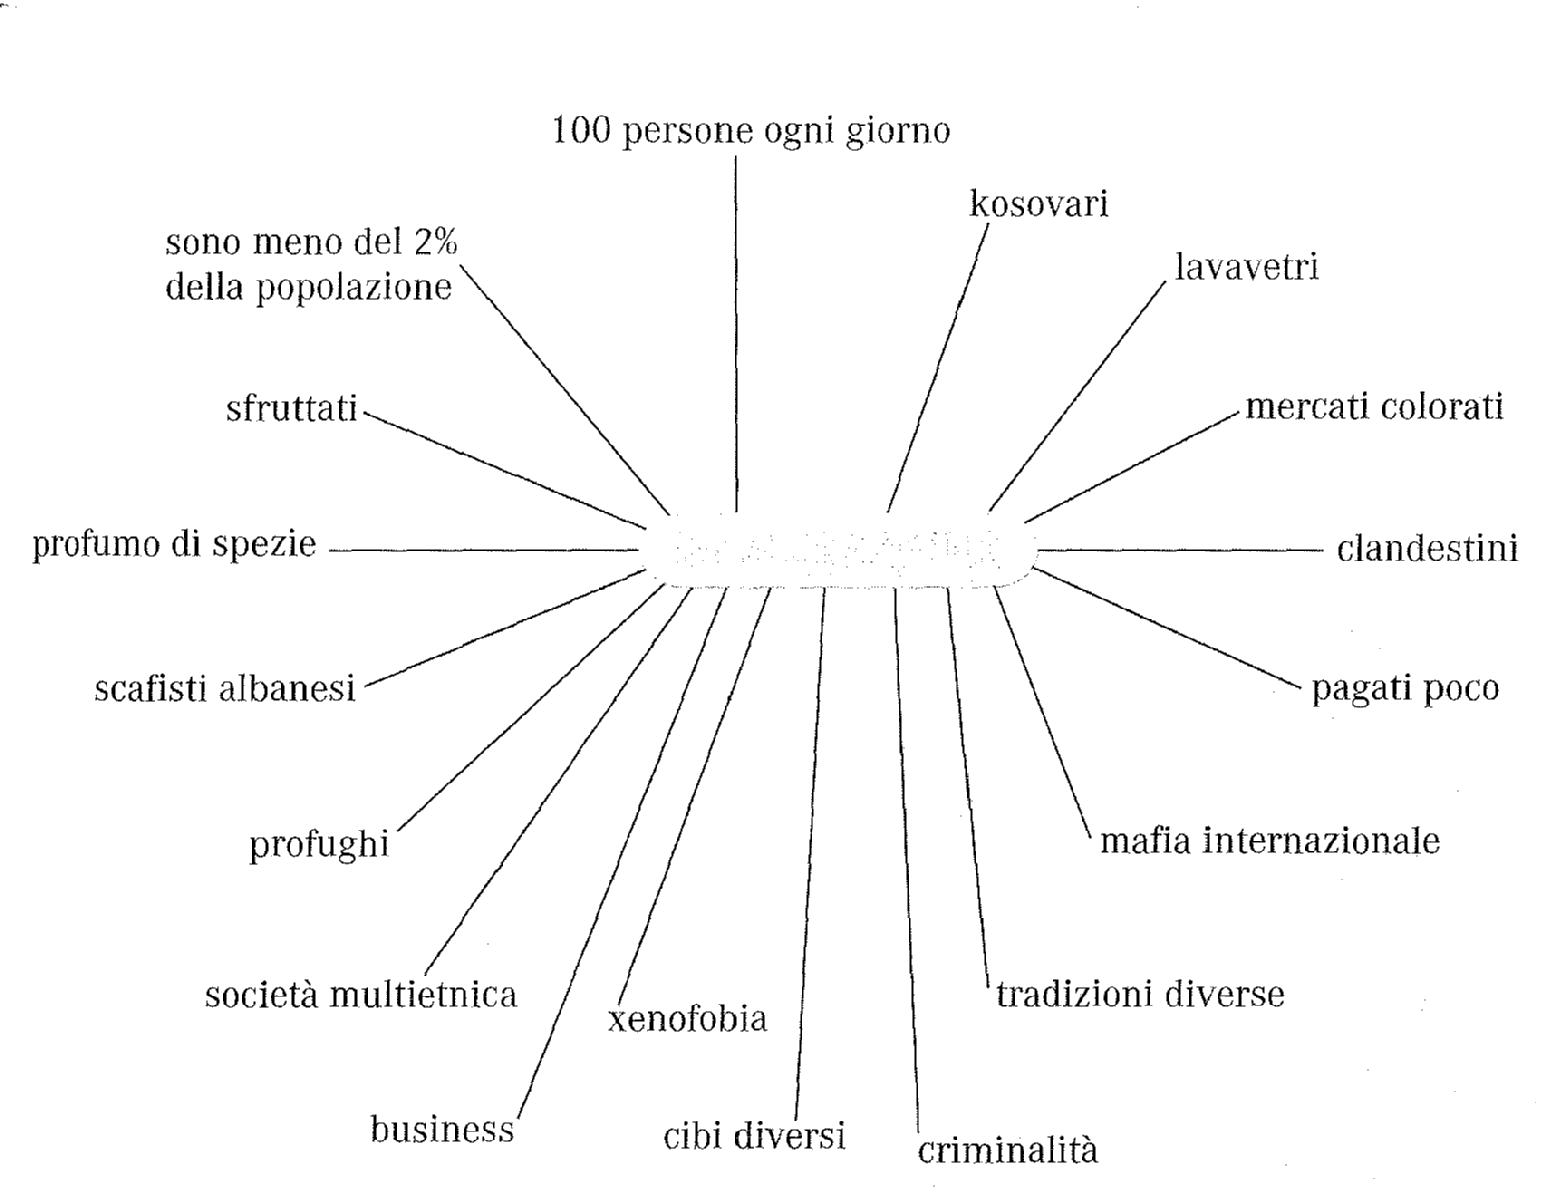 100 persone ogni giorno
kosovari
sono meno del 2%
della popolazione
lavavetri
sfruttati
mercati colorati
profumo di spezie
clandestini
scafisti albanesi
pagati poco
profughi
mafia internazionale
società multietnica
xenofobia
tradizioni diverse
business
cibi diversi
criminalità